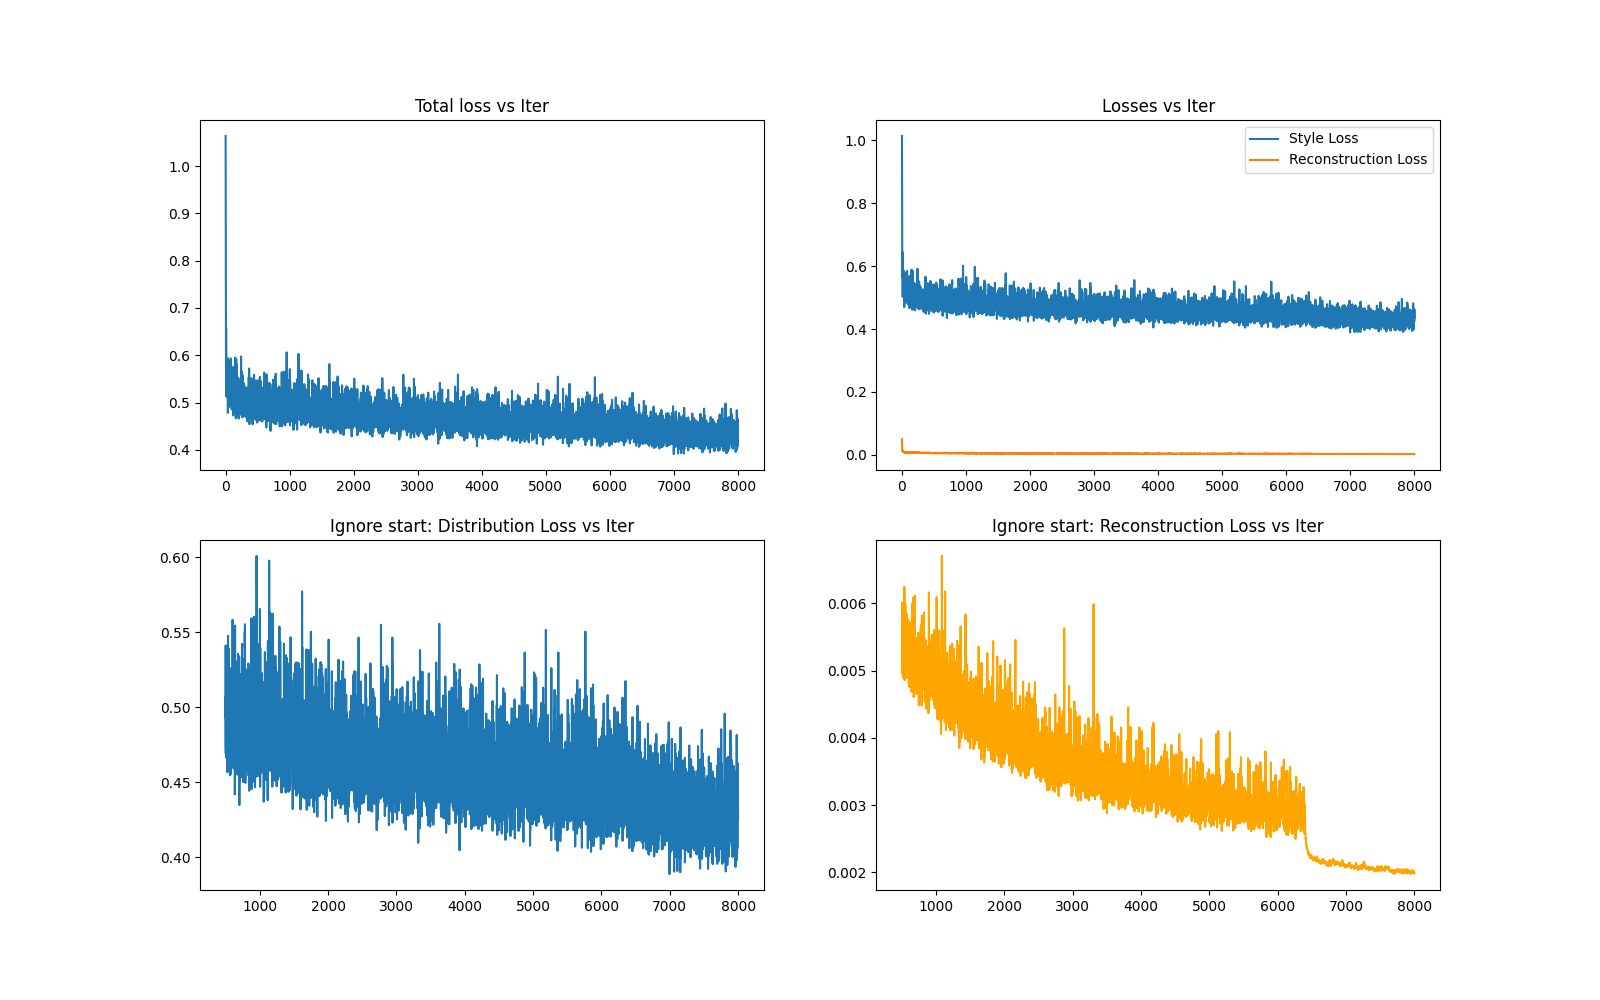 Total loss vs Iter
1.0
0.9
0.8
0.7
0.6
0.5
0.4
0 1000 2000 3000 4000 5000 6000 7000 8000
Losses vs Iter
Style Loss
Reconstruction Loss
1.0
0.8
0.6
0.4
0.2
0.0
0 1000 2000 3000 4000 5000 6000 7000 8000
Ignore start: Distribution Loss vs Iter
0.60
0.55
0.50
0.45
0.40
1000 2000 3000 4000 5000 6000 7000 8000
Ignore start: Reconstruction Loss vs Iter
0.006
0.005
0.004
0.003
0.002
1000 2000 3000 4000 5000 6000 7000 8000